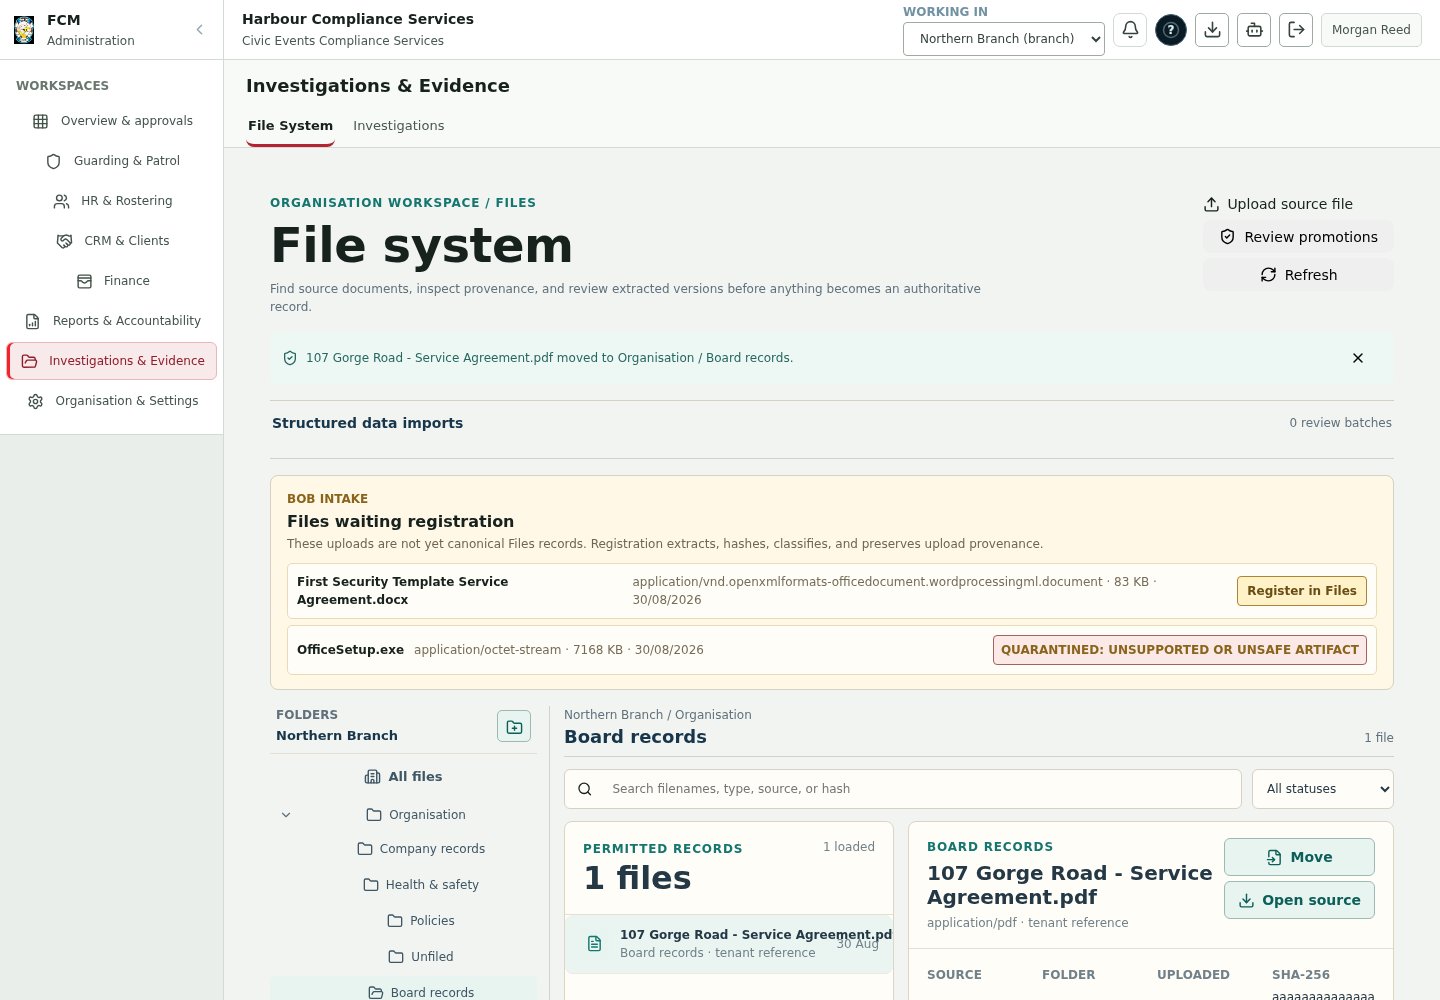 FCM
Administration
WORKSPACES
Overview & approvals
Guarding & Patrol
HR & Rostering
CRM & Clients
Finance
Reports & Accountability
Investigations & Evidence
Organisation & Settings
Harbour Compliance Services
Civic Events Compliance Services
WORKING IN
Northern Branch (branch)
?
Morgan Reed
Investigations & Evidence
File System
Investigations
ORGANISATION WORKSPACE / FILES
File system
Find source documents, inspect provenance, and review extracted versions before anything becomes an authoritative
record.
Upload source file
Review promotions
Refresh
107 Gorge Road - Service Agreement.pdf moved to Organisation / Board records.
Structured data imports
0 review batches
BOB INTAKE
Files waiting registration
These uploads are not yet canonical Files records. Registration extracts, hashes, classifies, and preserves upload provenance.
First Security Template Service
Agreement.docx
application/vnd.openxmlformats-officedocument.wordprocessingml.document · 83 KB ·
30/08/2026
Register in Files
OfficeSetup.exe
application/octet-stream · 7168 KB · 30/08/2026
QUARANTINED: UNSUPPORTED OR UNSAFE ARTIFACT
FOLDERS
Northern Branch
All files
Organisation
Company records
Health & safety
Policies
Unfiled
Board records
Northern Branch / Organisation
Board records
1 file
Search filenames, type, source, or hash
All statuses
PERMITTED RECORDS
1 loaded
1 files
107 Gorge Road - Service Agreement.pd
Board records · tenant reference
30 Aug
BOARD RECORDS
107 Gorge Road - Service
Agreement.pdf
application/pdf · tenant reference
Move
Open source
SOURCE
FOLDER
UPLOADED
SHA-256
aaaaaaaaaaaaaa